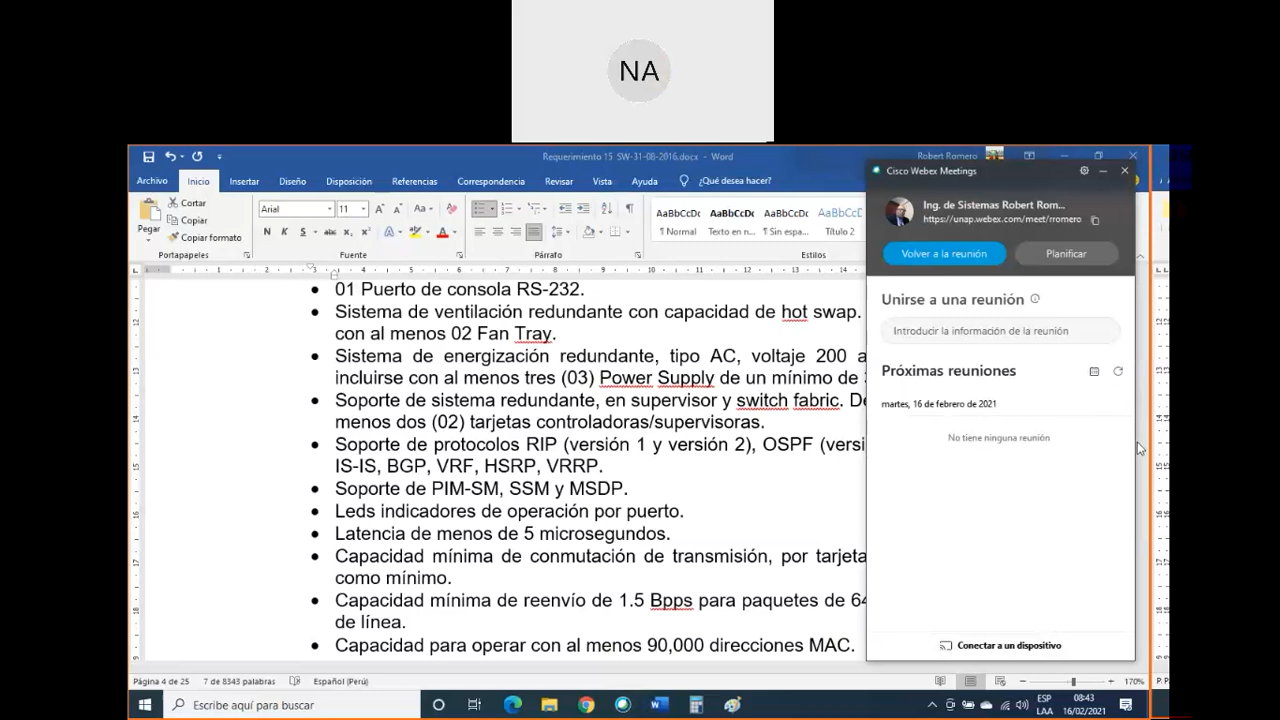 NA
Requerimiento 15 SW-31-08-2016.docx - Word
Robert Romero
Archivo Inicio Insertar Diseño Disposición Referencias Correspondencia Revisar Vista Ayuda ¿Qué desea hacer?
Cortar
Copiar
Copiar formato
Pegar
Arial 11
N K S abc x₂ x²
AaBbCcDc AaBbCcDc AaBbCcDc AaBbCcD
¶ Normal Texto en n... ¶ Sin espa... Título 2
Portapapeles Fuente Párrafo Estilos
01 Puerto de consola RS-232.
Sistema de ventilación redundante con capacidad de hot swap.
con al menos 02 Fan Tray.
Sistema de energización redundante, tipo AC, voltaje 200
incluirse con al menos tres (03) Power Supply de un mínimo de
Soporte de sistema redundante, en supervisor y switch fabric.
menos dos (02) tarjetas controladoras/supervisoras.
Soporte de protocolos RIP (versión 1 y versión 2), OSPF
IS-IS, BGP, VRF, HSRP, VRRP.
Soporte de PIM-SM, SSM y MSDP.
Leds indicadores de operación por puerto.
Latencia de menos de 5 microsegundos.
Capacidad mínima de conmutación de transmisión, por tarjeta
como mínimo.
Capacidad mínima de reenvío de 1.5 Bpps para paquetes de 64
de línea.
Capacidad para operar con al menos 90,000 direcciones MAC.
Cisco Webex Meetings
Ing. de Sistemas Robert Rom...
https://unap.webex.com/meet/rromero
Volver a la reunión
Planificar
Unirse a una reunión
Introducir la información de la reunión
Próximas reuniones
martes, 16 de febrero de 2021
No tiene ninguna reunión
Conectar a un dispositivo
Página 4 de 25 7 de 8343 palabras Español (Perú) 170%
Escribe aquí para buscar
ESP
LAA
08:43
16/02/2021